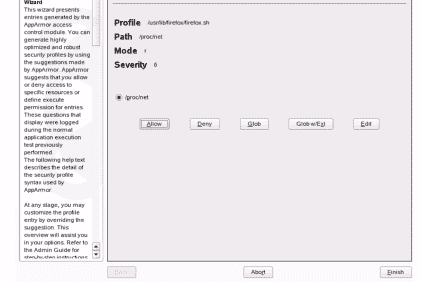 Wizard
This wizard presents
entries generated by the
AppArmor access
control module. You can
generate highly
optimized and robust
security profiles by using
the suggestions made
by AppArmor. AppArmor
suggests that you allow
or deny access to
specific resources or
define execute
permission for entries.
These questions that
display were logged
during the normal
application execution
test previously
performed.
The following help text
describes the detail of
the security profile
syntax used by
AppArmor.
At any stage, you may
customize the profile
entry by overriding the
suggestion. This
overview will assist you
in your options. Refer to
the Admin Guide for
step-by-step instructions
Profile /usr/lib/firefox/firefox.sh
Path /proc/net
Mode r
Severity 6
/proc/net
Allow Deny Glob Glob w/Ext Edit
Back Abort Finish